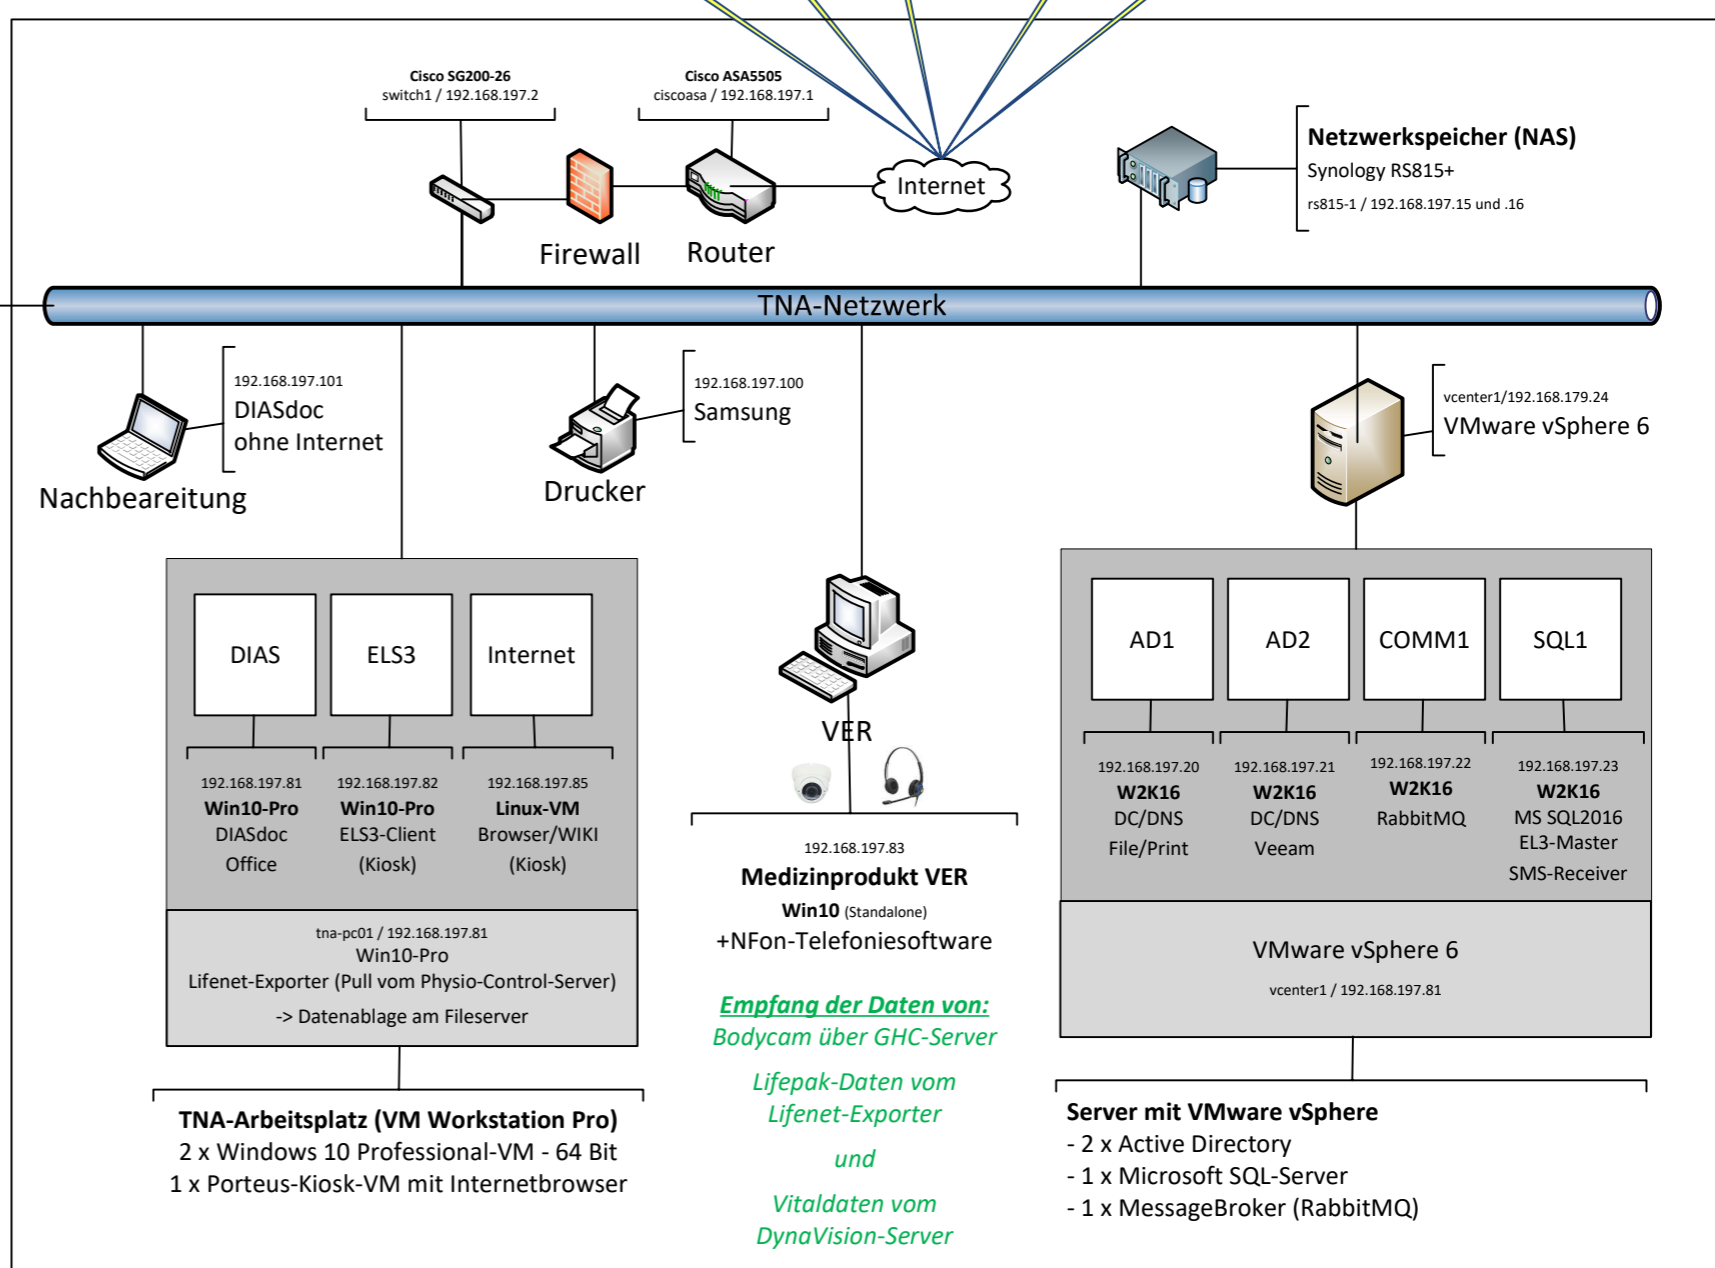 Cisco SG200-26
switch1 / 192.168.197.2
Cisco ASA5505
ciscoasa / 192.168.197.1
Firewall
Router
Internet
Netzwerkspeicher (NAS)
Synology RS815+
rs815-1 / 192.168.197.15 und .16
TNA-Netzwerk
192.168.197.101
DIASdoc
ohne Internet
Nachbeareitung
192.168.197.100
Samsung
Drucker
vcenter1/192.168.179.24
VMware vSphere 6
DIAS
ELS3
Internet
192.168.197.81
Win10-Pro
DIASdoc
Office
192.168.197.82
Win10-Pro
ELS3-Client
(Kiosk)
192.168.197.85
Linux-VM
Browser/WIKI
(Kiosk)
tna-pc01 / 192.168.197.81
Win10-Pro
Lifenet-Exporter (Pull vom Physio-Control-Server)
-> Datenablage am Fileserver
TNA-Arbeitsplatz (VM Workstation Pro)
2 x Windows 10 Professional-VM - 64 Bit
1 x Porteus-Kiosk-VM mit Internetbrowser
VER
192.168.197.83
Medizinprodukt VER
Win10 (Standalone)
+NFon-Telefoniesoftware
Empfang der Daten von:
Bodycam über GHC-Server
Lifepak-Daten vom
Lifenet-Exporter
und
Vitaldaten vom
DynaVision-Server
AD1
AD2
COMM1
SQL1
192.168.197.20
W2K16
DC/DNS
File/Print
192.168.197.21
W2K16
DC/DNS
Veeam
192.168.197.22
W2K16
RabbitMQ
192.168.197.23
W2K16
MS SQL2016
EL3-Master
SMS-Receiver
VMware vSphere 6
vcenter1 / 192.168.197.81
Server mit VMware vSphere
- 2 x Active Directory
- 1 x Microsoft SQL-Server
- 1 x MessageBroker (RabbitMQ)